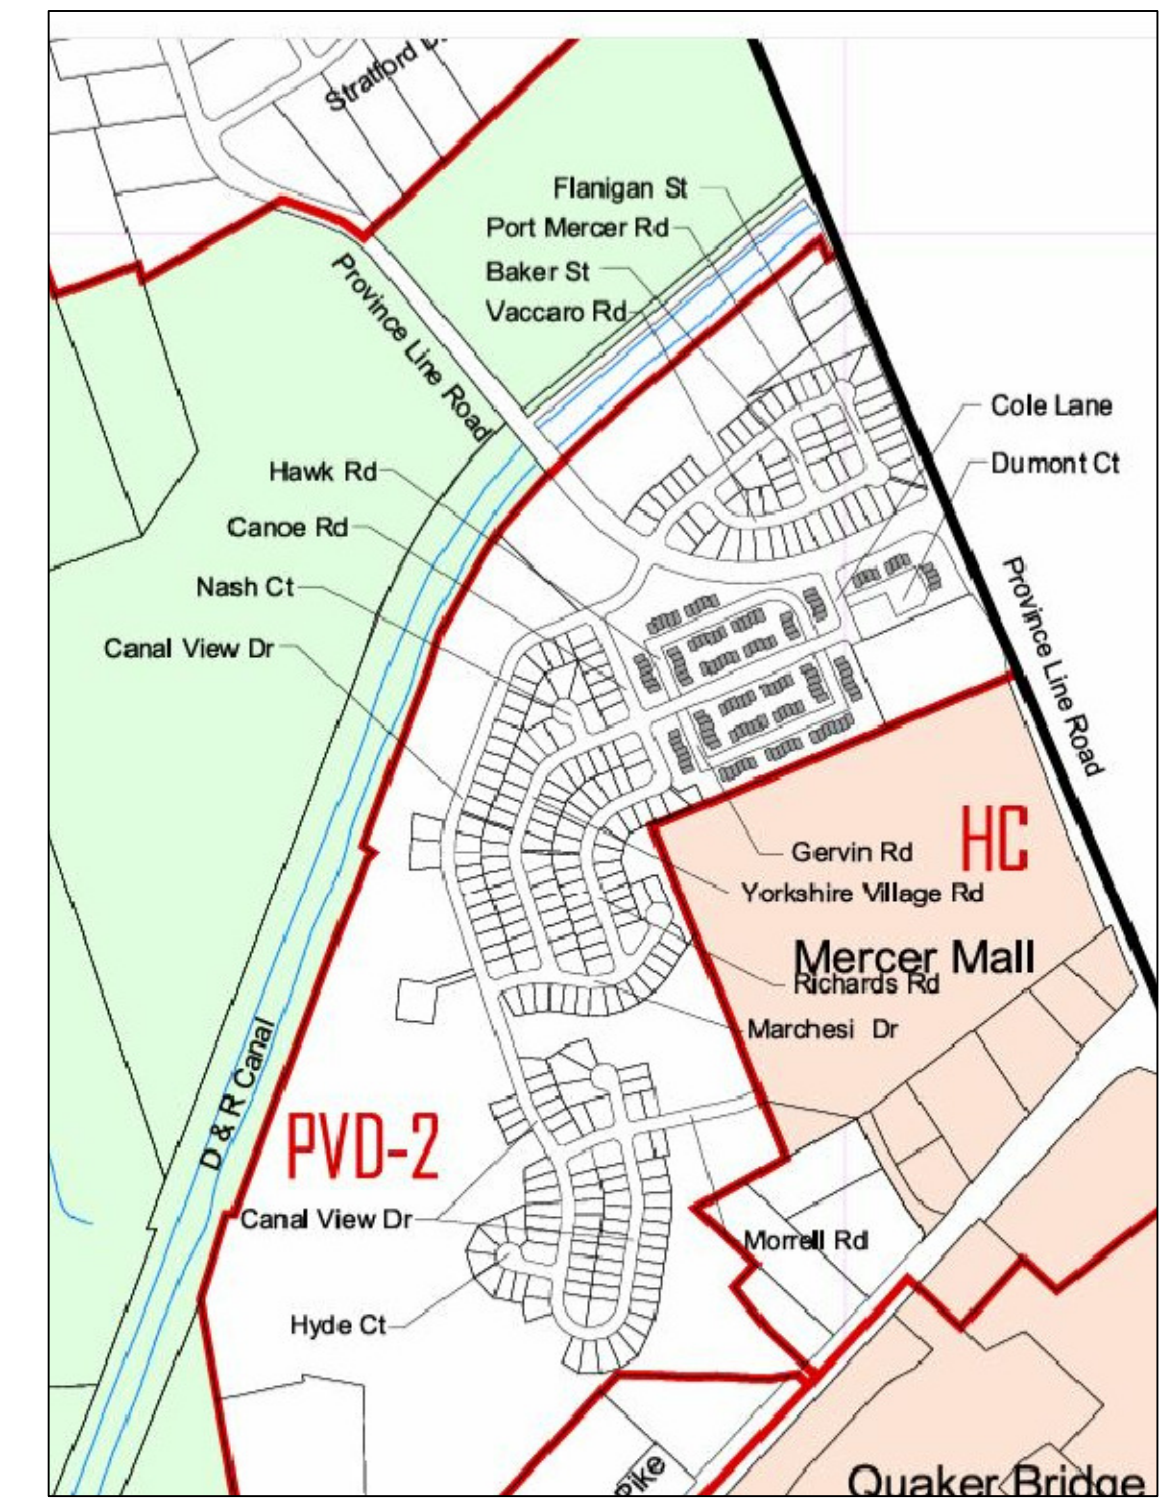 Stratford
Flanigan St
Port Mercer Rd
Baker St
Vaccaro Rd
Province Line Road
Cole Lane
Dumont Ct
Hawk Rd
Canoe Rd
Nash Ct
Canal View Dr
Province Line Road
Gervin Rd
HC
Yorkshire Village Rd
Mercer Mall
Richards Rd
Marchesi Dr
D & R Canal
PVD-2
Canal View Dr
Morrell Rd
Hyde Ct
Pike
Quaker Bridge